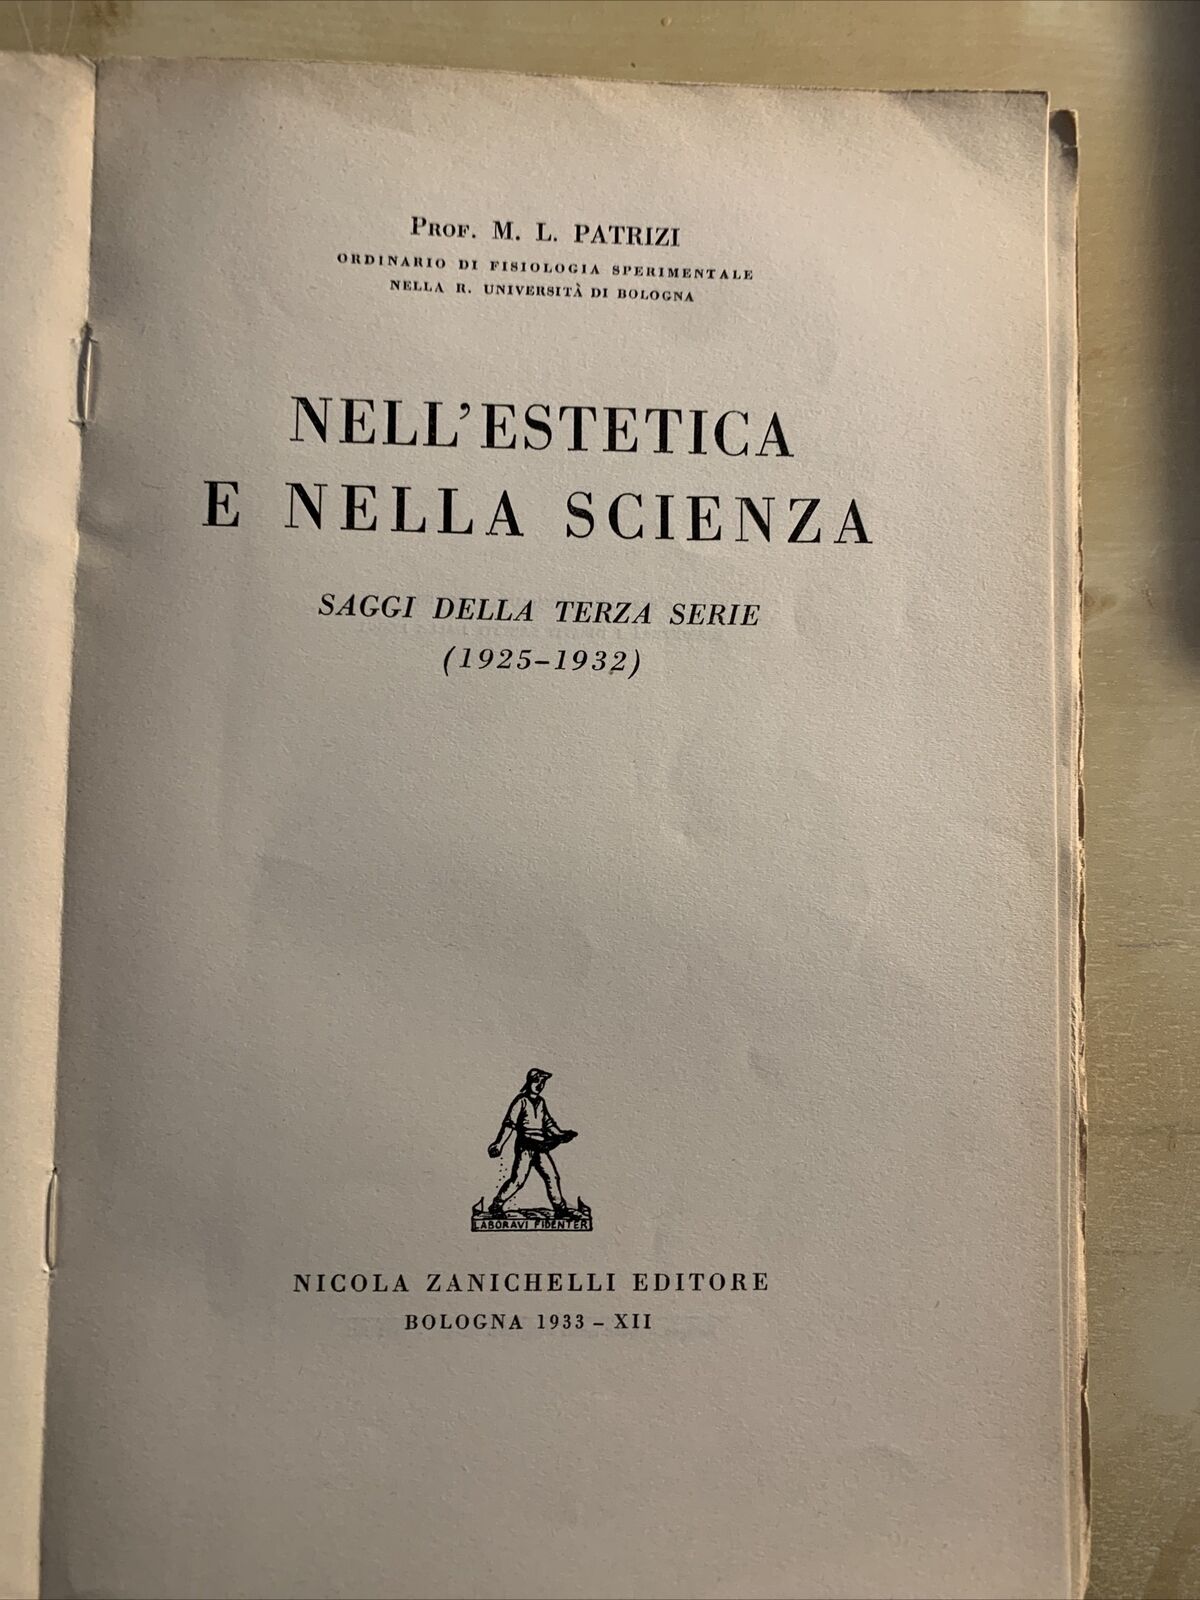 Prof. M. L. PATRIZI
ORDINARIO DI FISIOLOGIA SPERIMENTALE
NELLA R. UNIVERSITÀ DI BOLOGNA
NELL'ESTETICA
E NELLA SCIENZA
SAGGI DELLA TERZA SERIE
(1925-1932)
LABORAVI FIDENTER
NICOLA ZANICHELLI EDITORE
BOLOGNA 1933 - XII